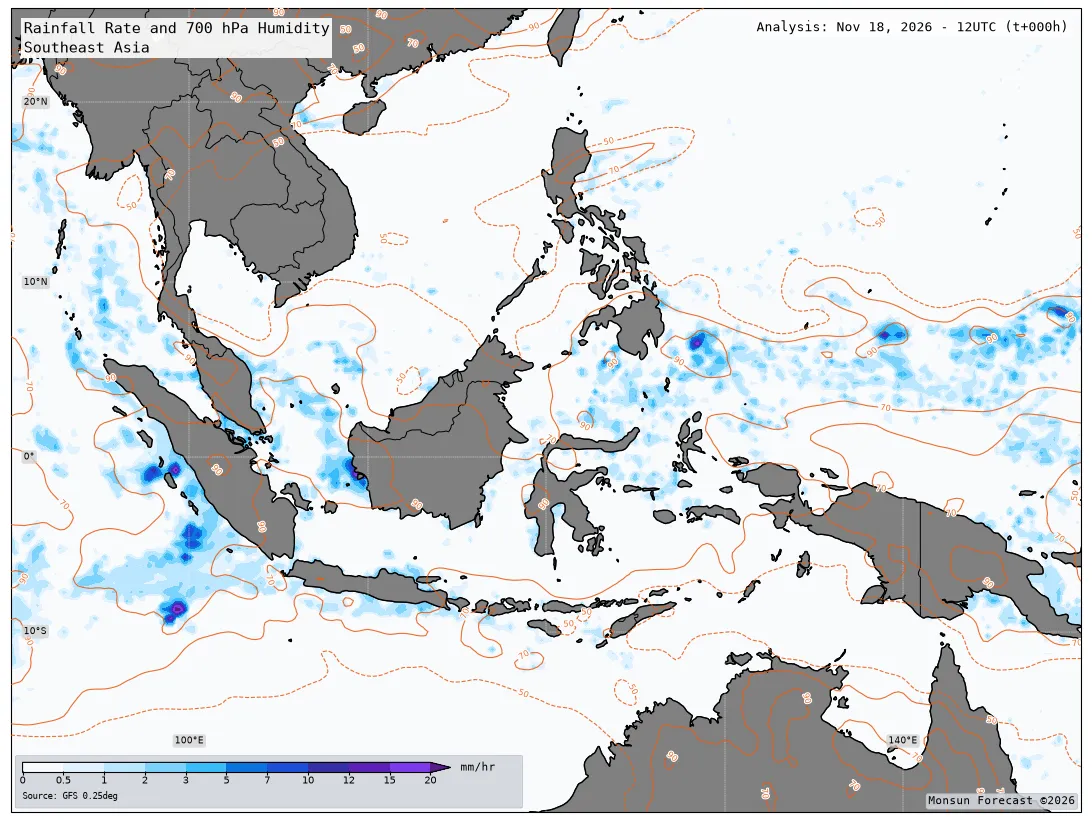 Rainfall Rate and 700 hPa Humidity
Southeast Asia
Analysis: Nov 18, 2026 - 12UTC (t+000h)
20°N
10°N
0°
10°S
100°E
140°E
0 0.5 1 2 3 5 7 10 12 15 20 mm/hr
Source: GFS 0.25deg
Monsun Forecast ©2026